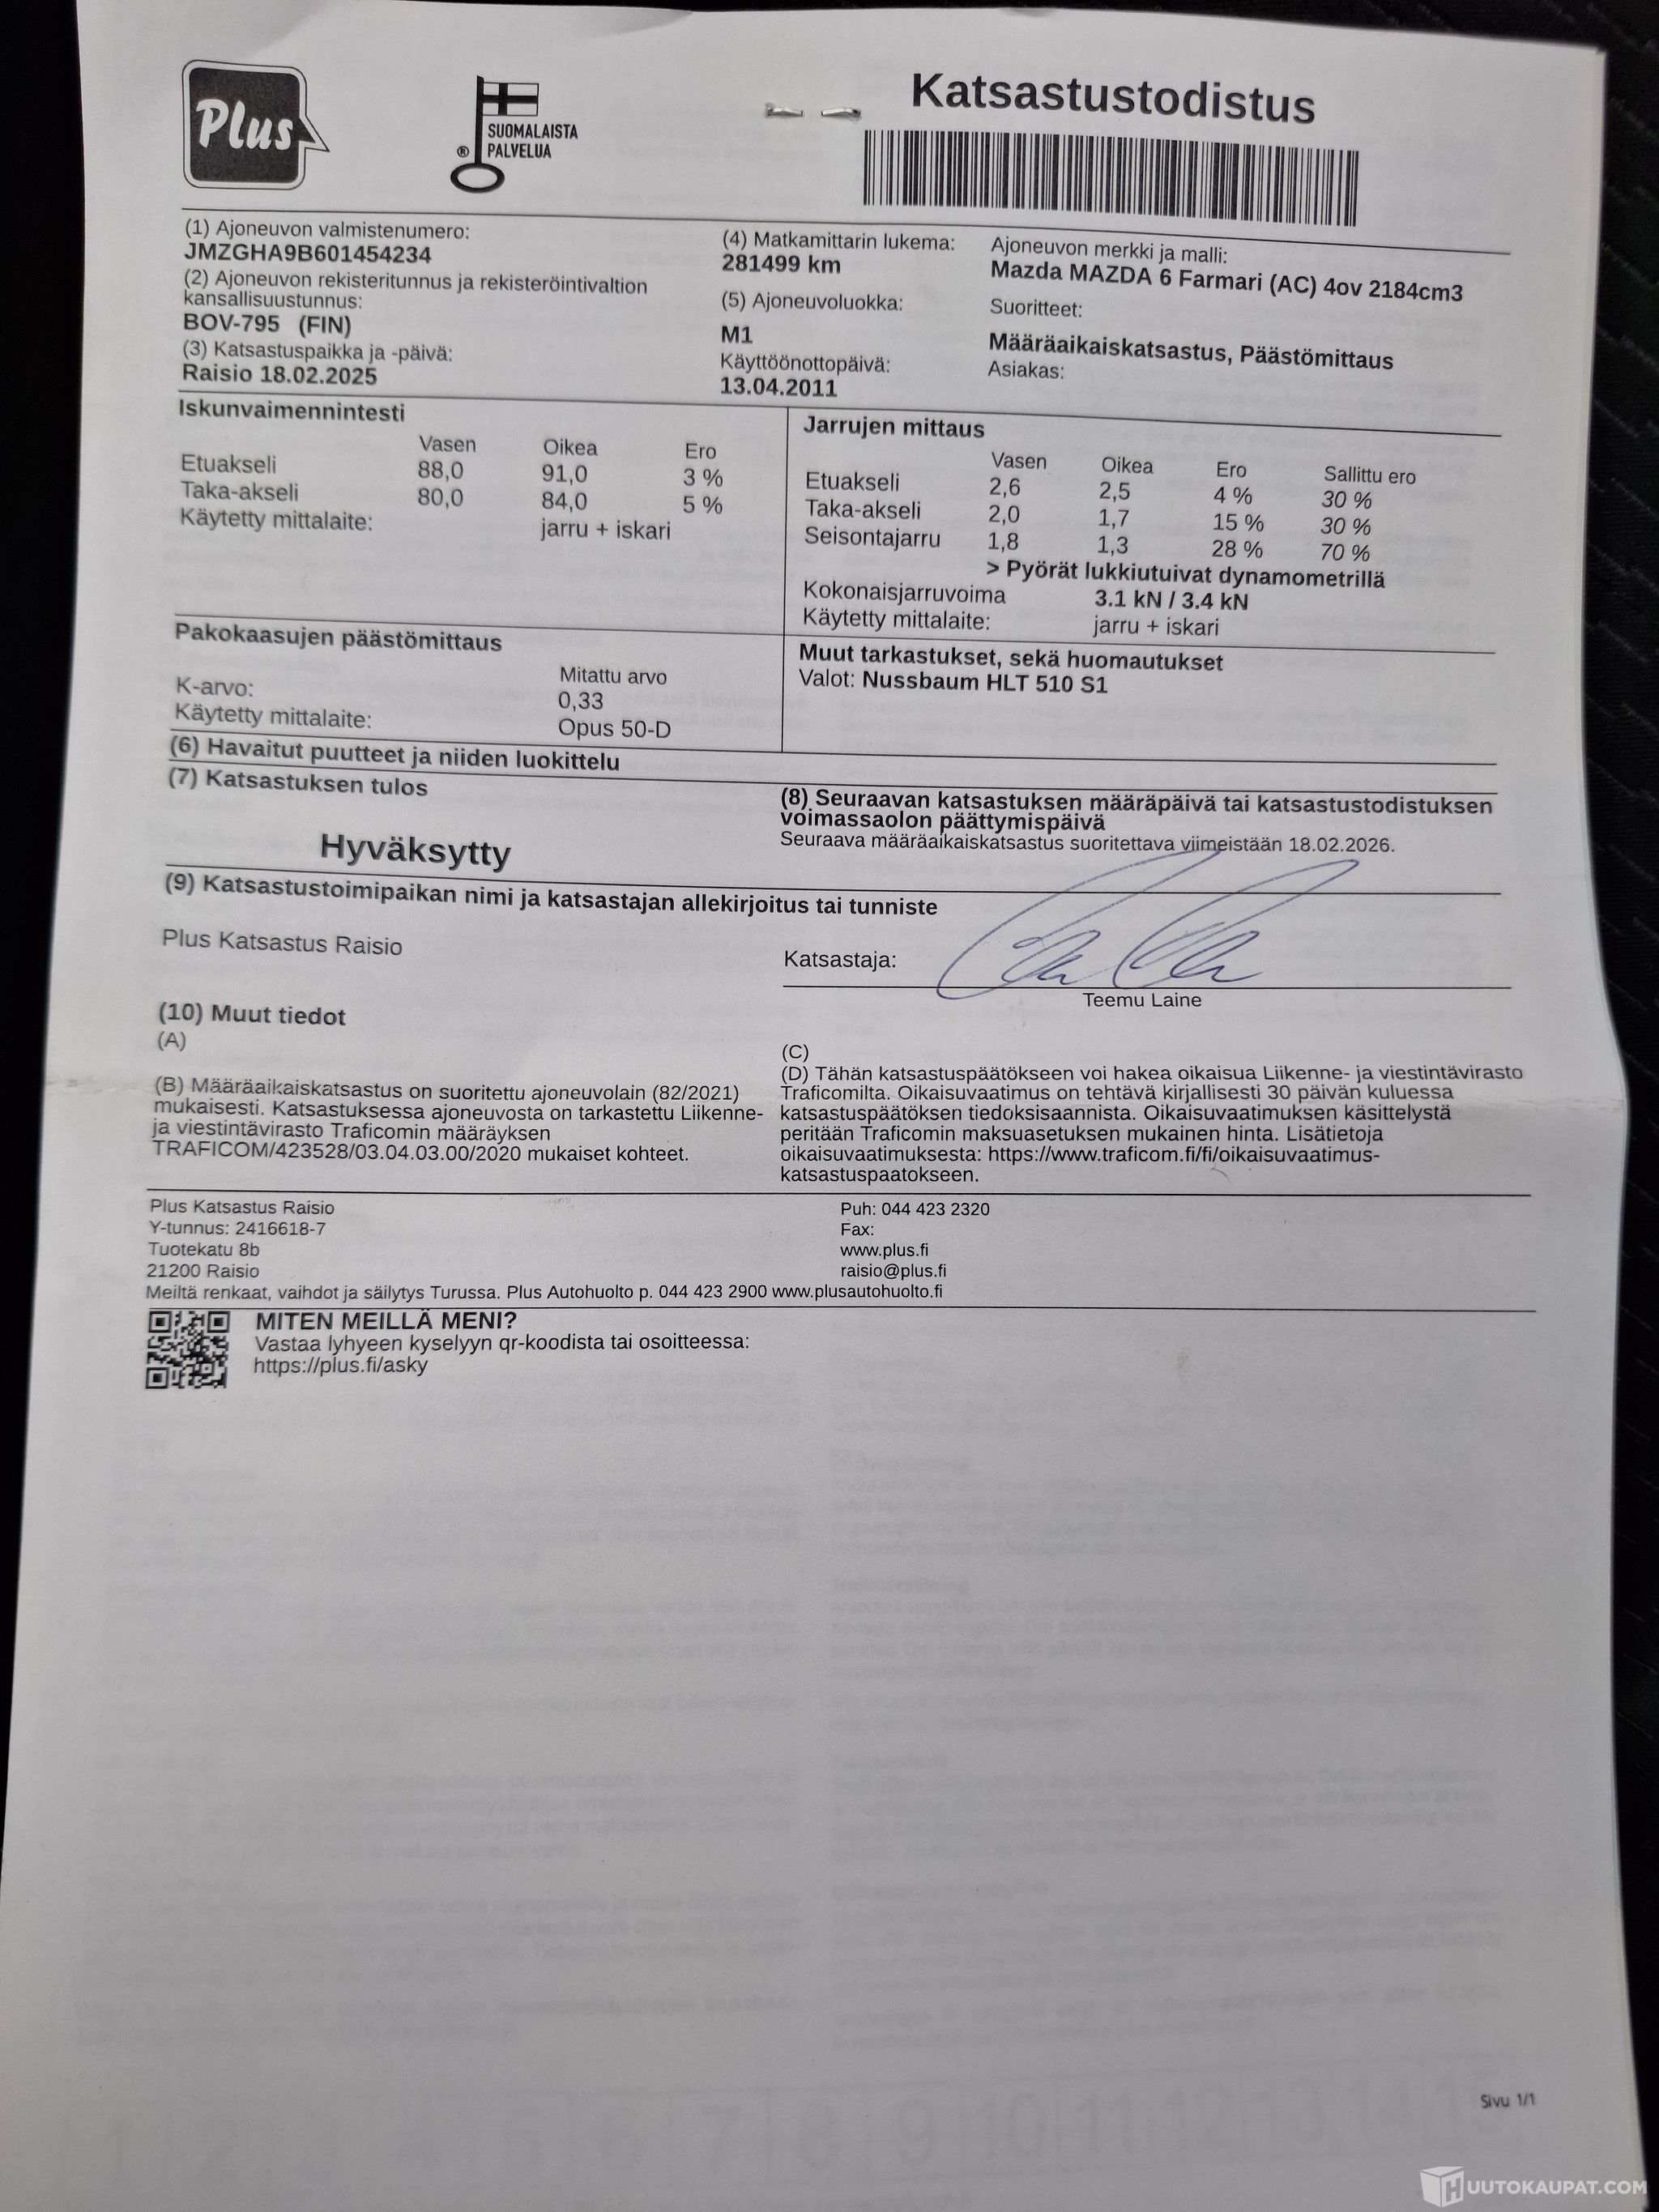 Plus
SUOMALAISTA
® PALVELUA
Katsastustodistus
(1) Ajoneuvon valmistenumero:
JMZGHA9B601454234
(2) Ajoneuvon rekisteritunnus ja rekisteröintivaltion
kansallisuustunnus:
BOV-795 (FIN)
(3) Katsastuspaikka ja -päivä:
Raisio 18.02.2025
(4) Matkamittarin lukema:
281499 km
(5) Ajoneuvoluokka:
M1
Käyttöönottopäivä:
13.04.2011
Ajoneuvon merkki ja malli:
Mazda MAZDA 6 Farmari (AC) 4ov 2184cm3
Suoritteet:
Määräaikaiskatsastus, Päästömittaus
Asiakas:
Iskunvaimennintesti
Vasen Oikea Ero
Etuakseli 88,0 91,0 3 %
Taka-akseli 80,0 84,0 5 %
Käytetty mittalaite: jarru + iskari
Jarrujen mittaus
Vasen Oikea Ero Sallittu ero
Etuakseli 2,6 2,5 4 % 30 %
Taka-akseli 2,0 1,7 15 % 30 %
Seisontajarru 1,8 1,3 28 % 70 %
> Pyörät lukkiutuivat dynamometrillä
Kokonaisjarruvoima 3.1 kN / 3.4 kN
Käytetty mittalaite: jarru + iskari
Pakokaasujen päästömittaus
Mitattu arvo
K-arvo: 0,33
Käytetty mittalaite: Opus 50-D
Muut tarkastukset, sekä huomautukset
Valot: Nussbaum HLT 510 S1
(6) Havaitut puutteet ja niiden luokittelu
(7) Katsastuksen tulos
Hyväksytty
(8) Seuraavan katsastuksen määräpäivä tai katsastustodistuksen
voimassaolon päättymispäivä
Seuraava määräaikaiskatsastus suoritettava viimeistään 18.02.2026.
(9) Katsastustoimipaikan nimi ja katsastajan allekirjoitus tai tunniste
Plus Katsastus Raisio
Katsastaja:
Teemu Laine
(10) Muut tiedot
(A)
(B) Määräaikaiskatsastus on suoritettu ajoneuvolain (82/2021)
mukaisesti. Katsastuksessa ajoneuvosta on tarkastettu Liikenne-
ja viestintävirasto Traficomin määräyksen
TRAFICOM/423528/03.04.03.00/2020 mukaiset kohteet.
(C)
(D) Tähän katsastuspäätökseen voi hakea oikaisua Liikenne- ja viestintävirasto
Traficomilta. Oikaisuvaatimus on tehtävä kirjallisesti 30 päivän kuluessa
katsastuspäätöksen tiedoksisaannista. Oikaisuvaatimuksen käsittelystä
peritään Traficomin maksuasetuksen mukainen hinta. Lisätietoja
oikaisuvaatimuksesta: https://www.traficom.fi/fi/oikaisuvaatimus-
katsastuspaatokseen.
Plus Katsastus Raisio
Y-tunnus: 2416618-7
Tuotekatu 8b
21200 Raisio
Puh: 044 423 2320
Fax:
www.plus.fi
raisio@plus.fi
Meiltä renkaat, vaihdot ja säilytys Turussa. Plus Autohuolto p. 044 423 2900 www.plusautohuolto.fi
MITEN MEILLÄ MENI?
Vastaa lyhyeen kyselyyn qr-koodista tai osoitteessa:
https://plus.fi/asky
Sivu 1/1
HUUTOKAUPAT.COM